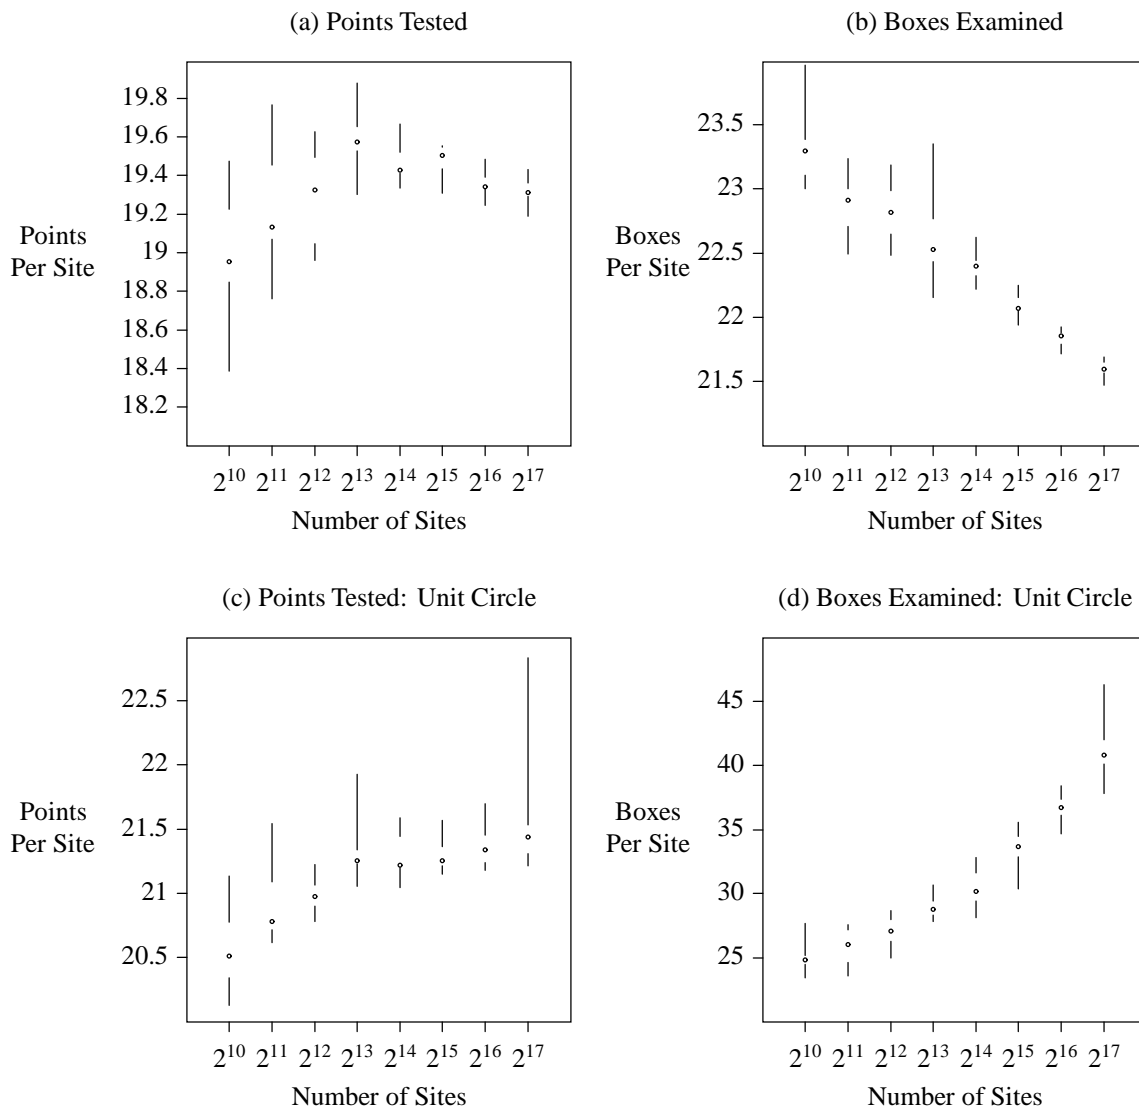 (a) Points Tested
19.8
19.6
19.4
19.2
19
18.8
18.6
18.4
18.2
Points
Per Site
2^10 2^11 2^12 2^13 2^14 2^15 2^16 2^17
Number of Sites
(b) Boxes Examined
23.5
23
22.5
22
21.5
Boxes
Per Site
2^10 2^11 2^12 2^13 2^14 2^15 2^16 2^17
Number of Sites
(c) Points Tested: Unit Circle
22.5
22
21.5
21
20.5
Points
Per Site
2^10 2^11 2^12 2^13 2^14 2^15 2^16 2^17
Number of Sites
(d) Boxes Examined: Unit Circle
45
40
35
30
25
Boxes
Per Site
2^10 2^11 2^12 2^13 2^14 2^15 2^16 2^17
Number of Sites